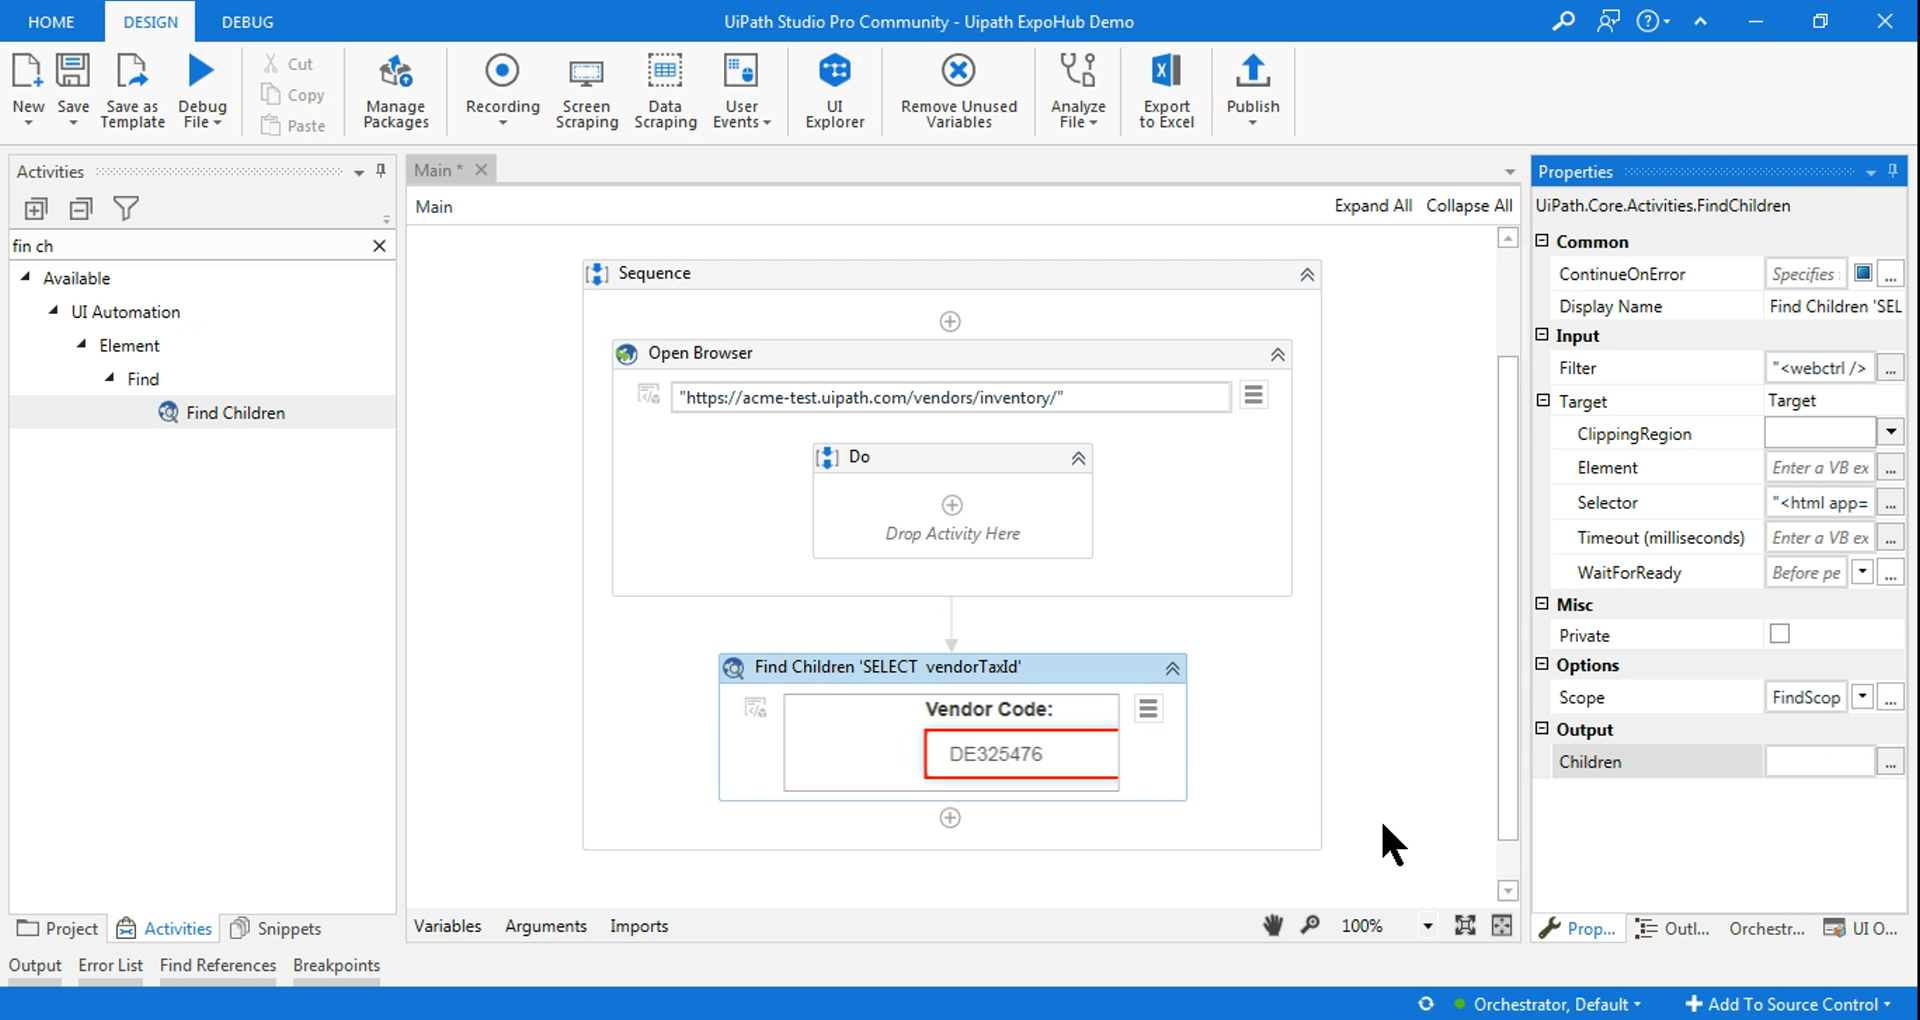 HOME DESIGN DEBUG UiPath Studio Pro Community - Uipath ExpoHub Demo
New Save Save as Template Debug File
Cut
Copy
Paste
Manage Packages
Recording
Screen Scraping
Data Scraping
User Events
UI Explorer
Remove Unused Variables
Analyze File
Export to Excel
Publish
Activities
fin ch
Available
UI Automation
Element
Find
Find Children
Project Activities Snippets
Main *
Main Expand All Collapse All
Sequence
Open Browser
"https://acme-test.uipath.com/vendors/inventory/"
Do
Drop Activity Here
Find Children 'SELECT vendorTaxId'
Vendor Code:
DE325476
Variables Arguments Imports 100%
Properties
UiPath.Core.Activities.FindChildren
Common
ContinueOnError Specifies ...
Display Name Find Children 'SEL
Input
Filter "<webctrl /> ...
Target Target
ClippingRegion
Element Enter a VB ex ...
Selector "<html app= ...
Timeout (milliseconds) Enter a VB ex ...
WaitForReady Before pe ...
Misc
Private
Options
Scope FindScop ...
Output
Children ...
Prop... Outl... Orchestr... UI O...
Output Error List Find References Breakpoints
Orchestrator, Default Add To Source Control